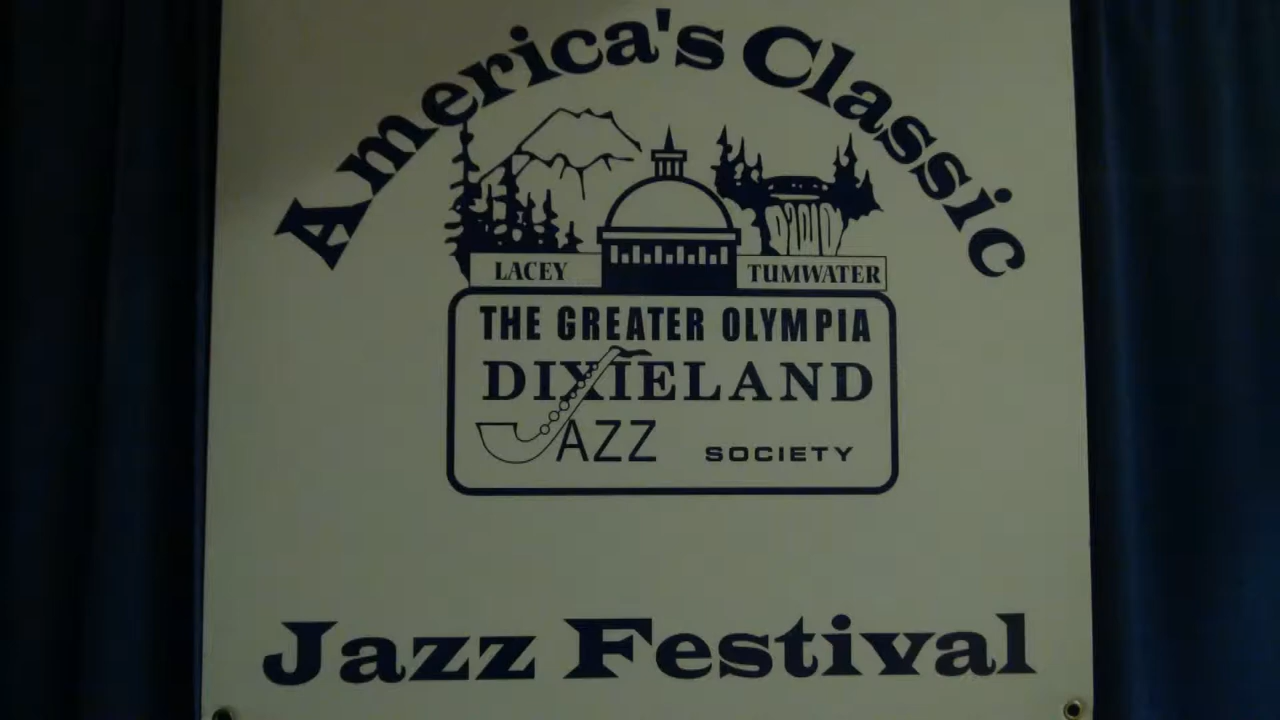 America's Classic
LACEY TUMWATER
THE GREATER OLYMPIA
DIXIELAND
JAZZ SOCIETY
Jazz Festival